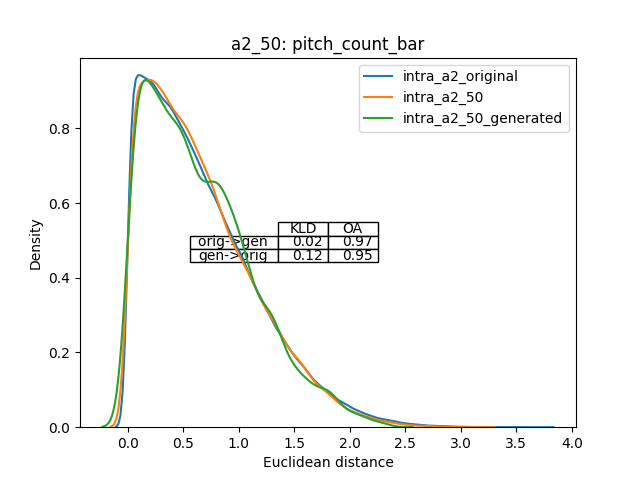 a2_50: pitch_count_bar
intra_a2_original
intra_a2_50
intra_a2_50_generated
KLD OA
orig->gen 0.02 0.97
gen->orig 0.12 0.95
Density
0.8
0.6
0.4
0.2
0.0
0.0 0.5 1.0 1.5 2.0 2.5 3.0 3.5 4.0
Euclidean distance